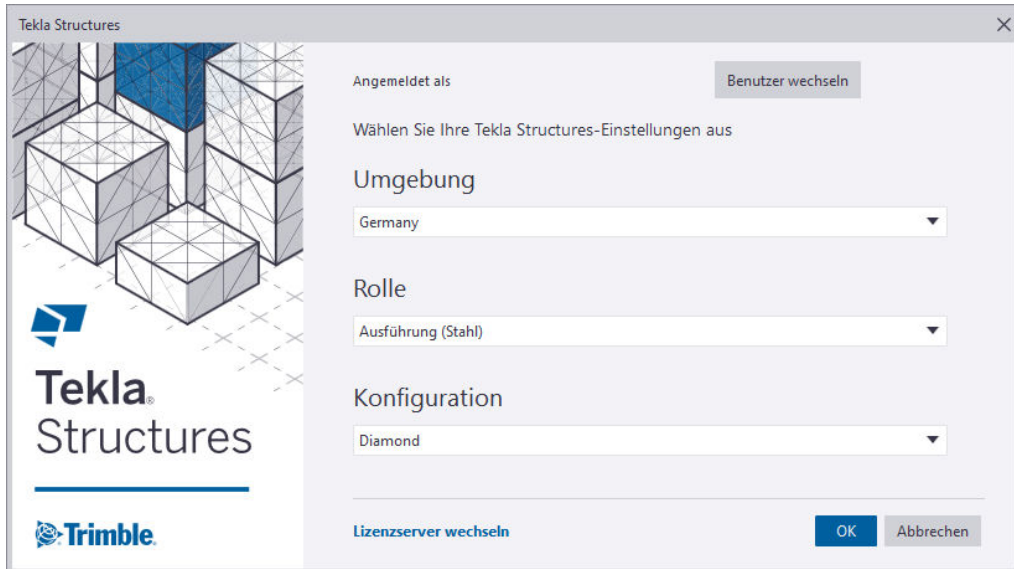 Tekla Structures
Angemeldet als
Benutzer wechseln
Wählen Sie Ihre Tekla Structures-Einstellungen aus
Umgebung
Germany
Rolle
Ausführung (Stahl)
Konfiguration
Diamond
Tekla®
Structures
Trimble.
Lizenzserver wechseln
OK
Abbrechen